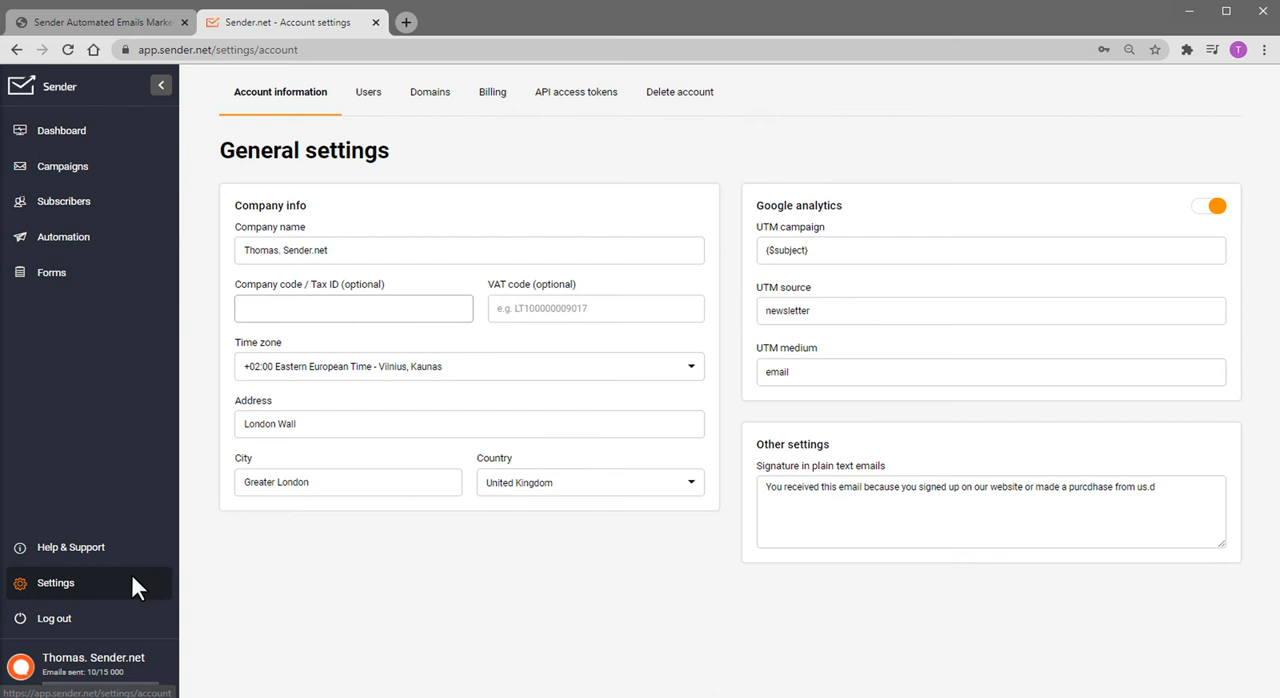 Sender Automated Emails Marke
Sender.net - Account settings
app.sender.net/settings/account
T
Sender
Dashboard
Campaigns
Subscribers
Automation
Forms
Help & Support
Settings
Log out
Thomas. Sender.net
Emails sent: 10/15 000
https://app.sender.net/settings/account
Account information Users Domains Billing API access tokens Delete account
General settings
Company info
Company name
Thomas. Sender.net
Company code / Tax ID (optional) VAT code (optional)
e.g. LT100000009017
Time zone
+02:00 Eastern European Time - Vilnius, Kaunas
Address
London Wall
City Country
Greater London United Kingdom
Google analytics
UTM campaign
{$subject}
UTM source
newsletter
UTM medium
email
Other settings
Signature in plain text emails
You received this email because you signed up on our website or made a purcdhase from us.d